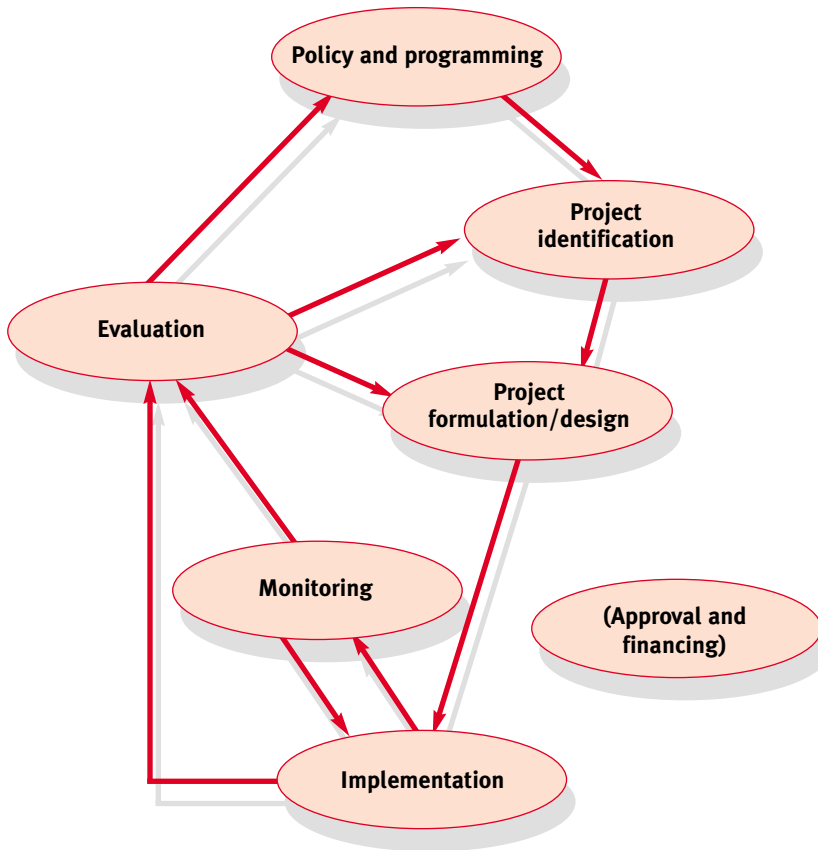 Policy and programming
Project
identification
Evaluation
Project
formulation/design
Monitoring
(Approval and
financing)
Implementation